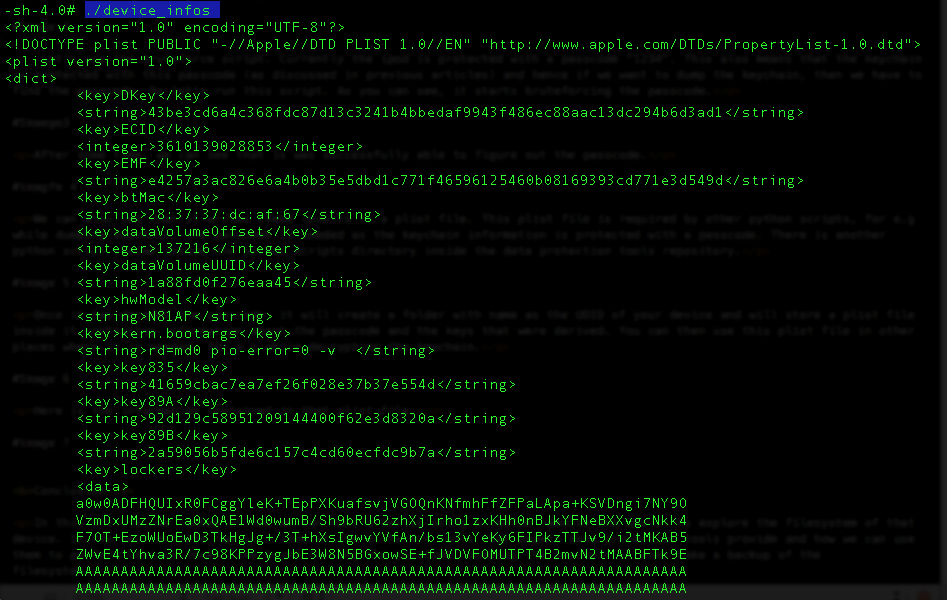 -sh-4.0# ./device_infos
<?xml version="1.0" encoding="UTF-8"?>
<!DOCTYPE plist PUBLIC "-//Apple//DTD PLIST 1.0//EN" "http://www.apple.com/DTDs/PropertyList-1.0.dtd">
<plist version="1.0">
<dict>
<key>DKey</key>
<string>43be3cd6a4c368fdc87d13c3241b4bbedaf9943f486ec88aac13dc294b6d3ad1</string>
<key>ECID</key>
<integer>3610139028853</integer>
<key>EMF</key>
<string>e4257a3ac826e6a4b0b35e5dbd1c771f46596125460b08169393cd771e3d549d</string>
<key>btMac</key>
<string>28:37:37:dc:af:67</string>
<key>dataVolumeOffset</key>
<integer>137216</integer>
<key>dataVolumeUUID</key>
<string>1a88fd0f276eaa45</string>
<key>hwModel</key>
<string>N81AP</string>
<key>kern.bootargs</key>
<string>rd=md0 pio-error=0 -v  </string>
<key>key835</key>
<string>41659cbac7ea7ef26f028e37b37e554d</string>
<key>key89A</key>
<string>92d129c58951209144400f62e3d8320a</string>
<key>key89B</key>
<string>2a59056b5fde6c157c4cd60ecfdc9b7a</string>
<key>lockers</key>
<data>
a0w0ADFHQUIxR0FCggYleK+TEpPXKuafsvjVGOQnKNfmhFfZFPaLApa+KSVDngi7NY9O
VzmDxUMzZNrEa0xQAE1Wd0wumB/Sh9bRU62zhXjIrho1zxKHh0nBJkYFNeBXXvgcNkk4
F7OT+EzoWUoEwD3TkHgJg+/3T+hXsIgwvYVfAn/bs13vYeKy6FIPkzTTJv9/i2tMKAB5
ZWvE4tYhva3R/7c98KPPzygJbE3W8N5BGxowSE+fJVDVFOMUTPT4B2mvN2tMAABFTk9E
AAAAAAAAAAAAAAAAAAAAAAAAAAAAAAAAAAAAAAAAAAAAAAAAAAAAAAAAAAAAAAAAAAAA
AAAAAAAAAAAAAAAAAAAAAAAAAAAAAAAAAAAAAAAAAAAAAAAAAAAAAAAAAAAAAAAAAAAA